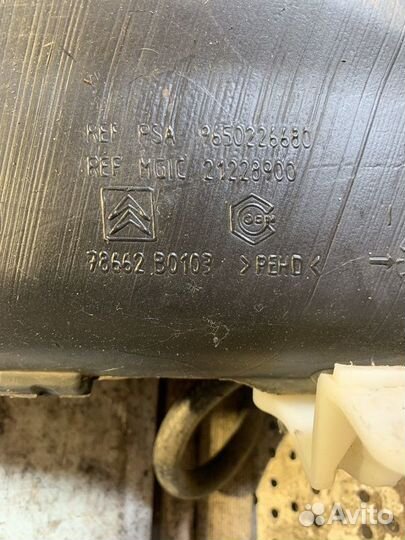 REF PSA 9650226680
REF MGIC 21228900
78662 B0103 >PEHD<
Avito